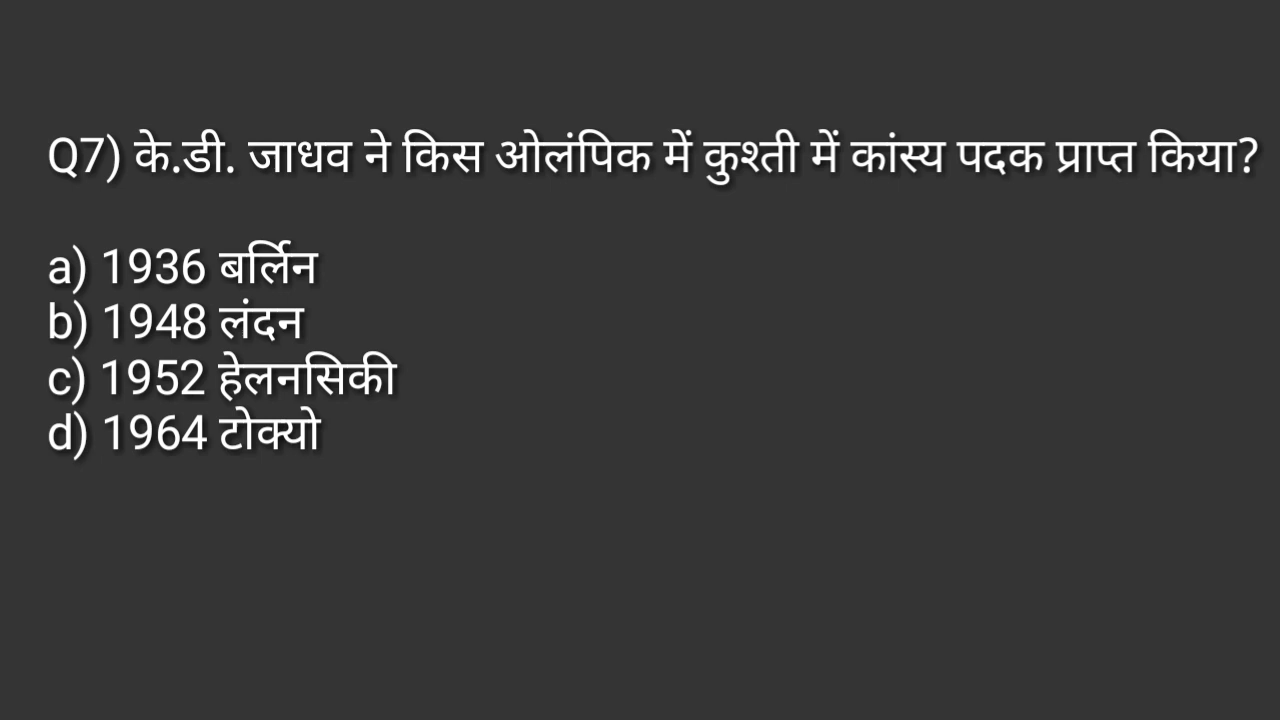 Q7) के.डी. जाधव ने किस ओलंपिक में कुश्ती में कांस्य पदक प्राप्त किया?
a) 1936 बर्लिन
b) 1948 लंदन
c) 1952 हेलनसिकी
d) 1964 टोक्यो